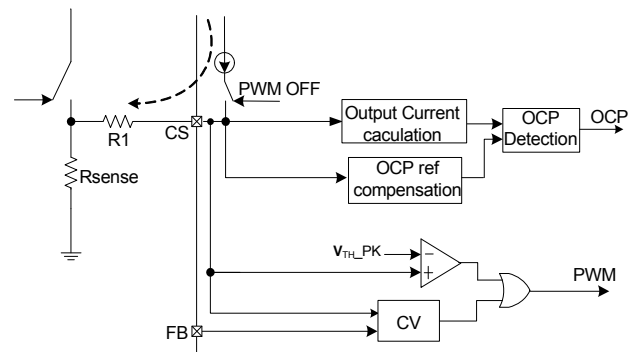 PWM OFF
R1
CS
Rsense
Output Current
caculation
OCP ref
compensation
OCP
Detection
OCP
VTH_PK
−
+
PWM
CV
FB